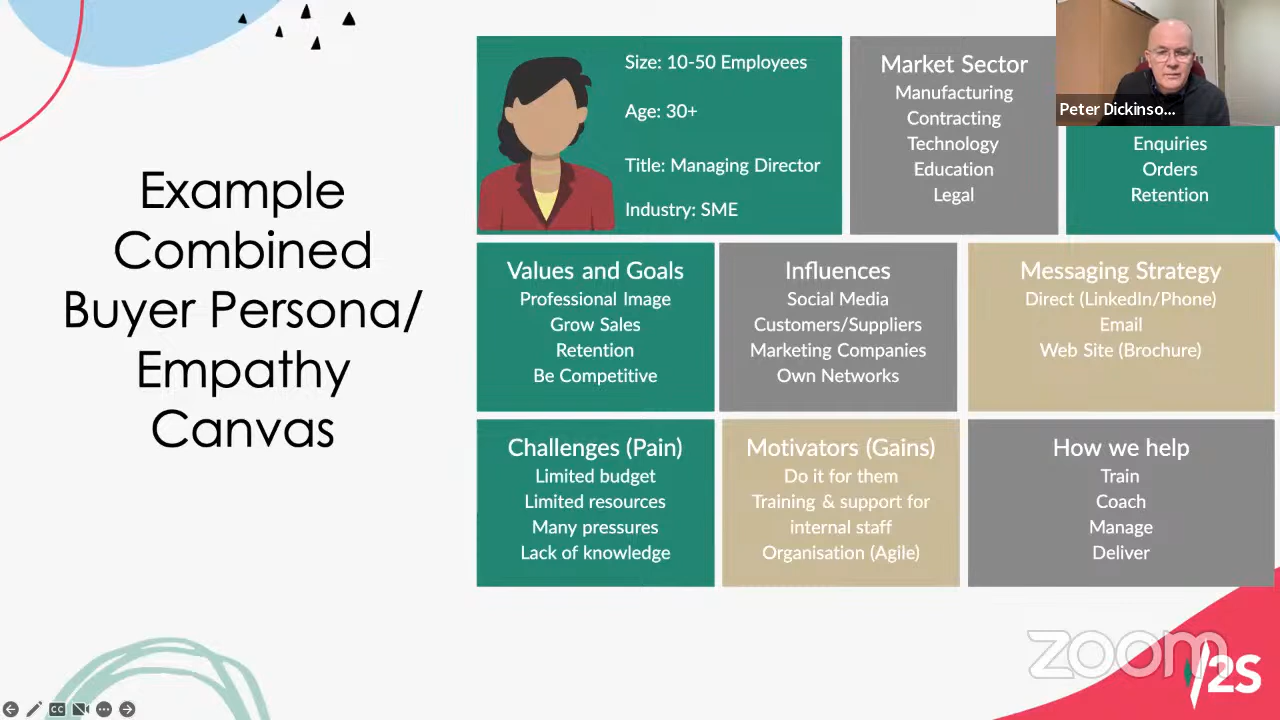 Example
Combined
Buyer Persona/
Empathy
Canvas
Size: 10-50 Employees
Age: 30+
Title: Managing Director
Industry: SME
Market Sector
Manufacturing
Contracting
Technology
Education
Legal
Peter Dickinso...
Enquiries
Orders
Retention
Values and Goals
Professional Image
Grow Sales
Retention
Be Competitive
Influences
Social Media
Customers/Suppliers
Marketing Companies
Own Networks
Messaging Strategy
Direct (LinkedIn/Phone)
Email
Web Site (Brochure)
Challenges (Pain)
Limited budget
Limited resources
Many pressures
Lack of knowledge
Motivators (Gains)
Do it for them
Training & support for
internal staff
Organisation (Agile)
How we help
Train
Coach
Manage
Deliver
zoom
2S
CC